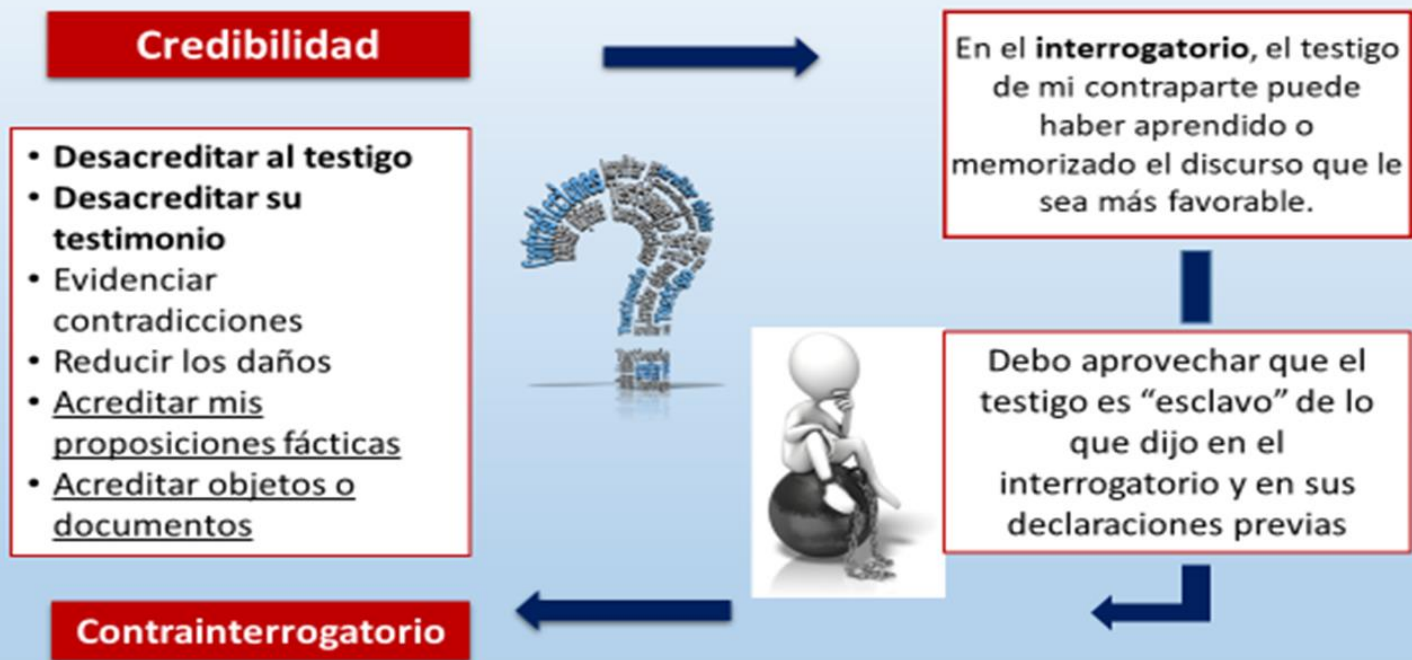 Credibilidad
• Desacreditar al testigo
• Desacreditar su
testimonio
• Evidenciar
contradicciones
• Reducir los daños
• Acreditar mis
proposiciones fácticas
• Acreditar objetos o
documentos
Contradicciones
Testigo
Testimonio
En el interrogatorio, el testigo
de mi contraparte puede
haber aprendido o
memorizado el discurso que le
sea más favorable.
Debo aprovechar que el
testigo es “esclavo” de lo
que dijo en el
interrogatorio y en sus
declaraciones previas
Contrainterrogatorio